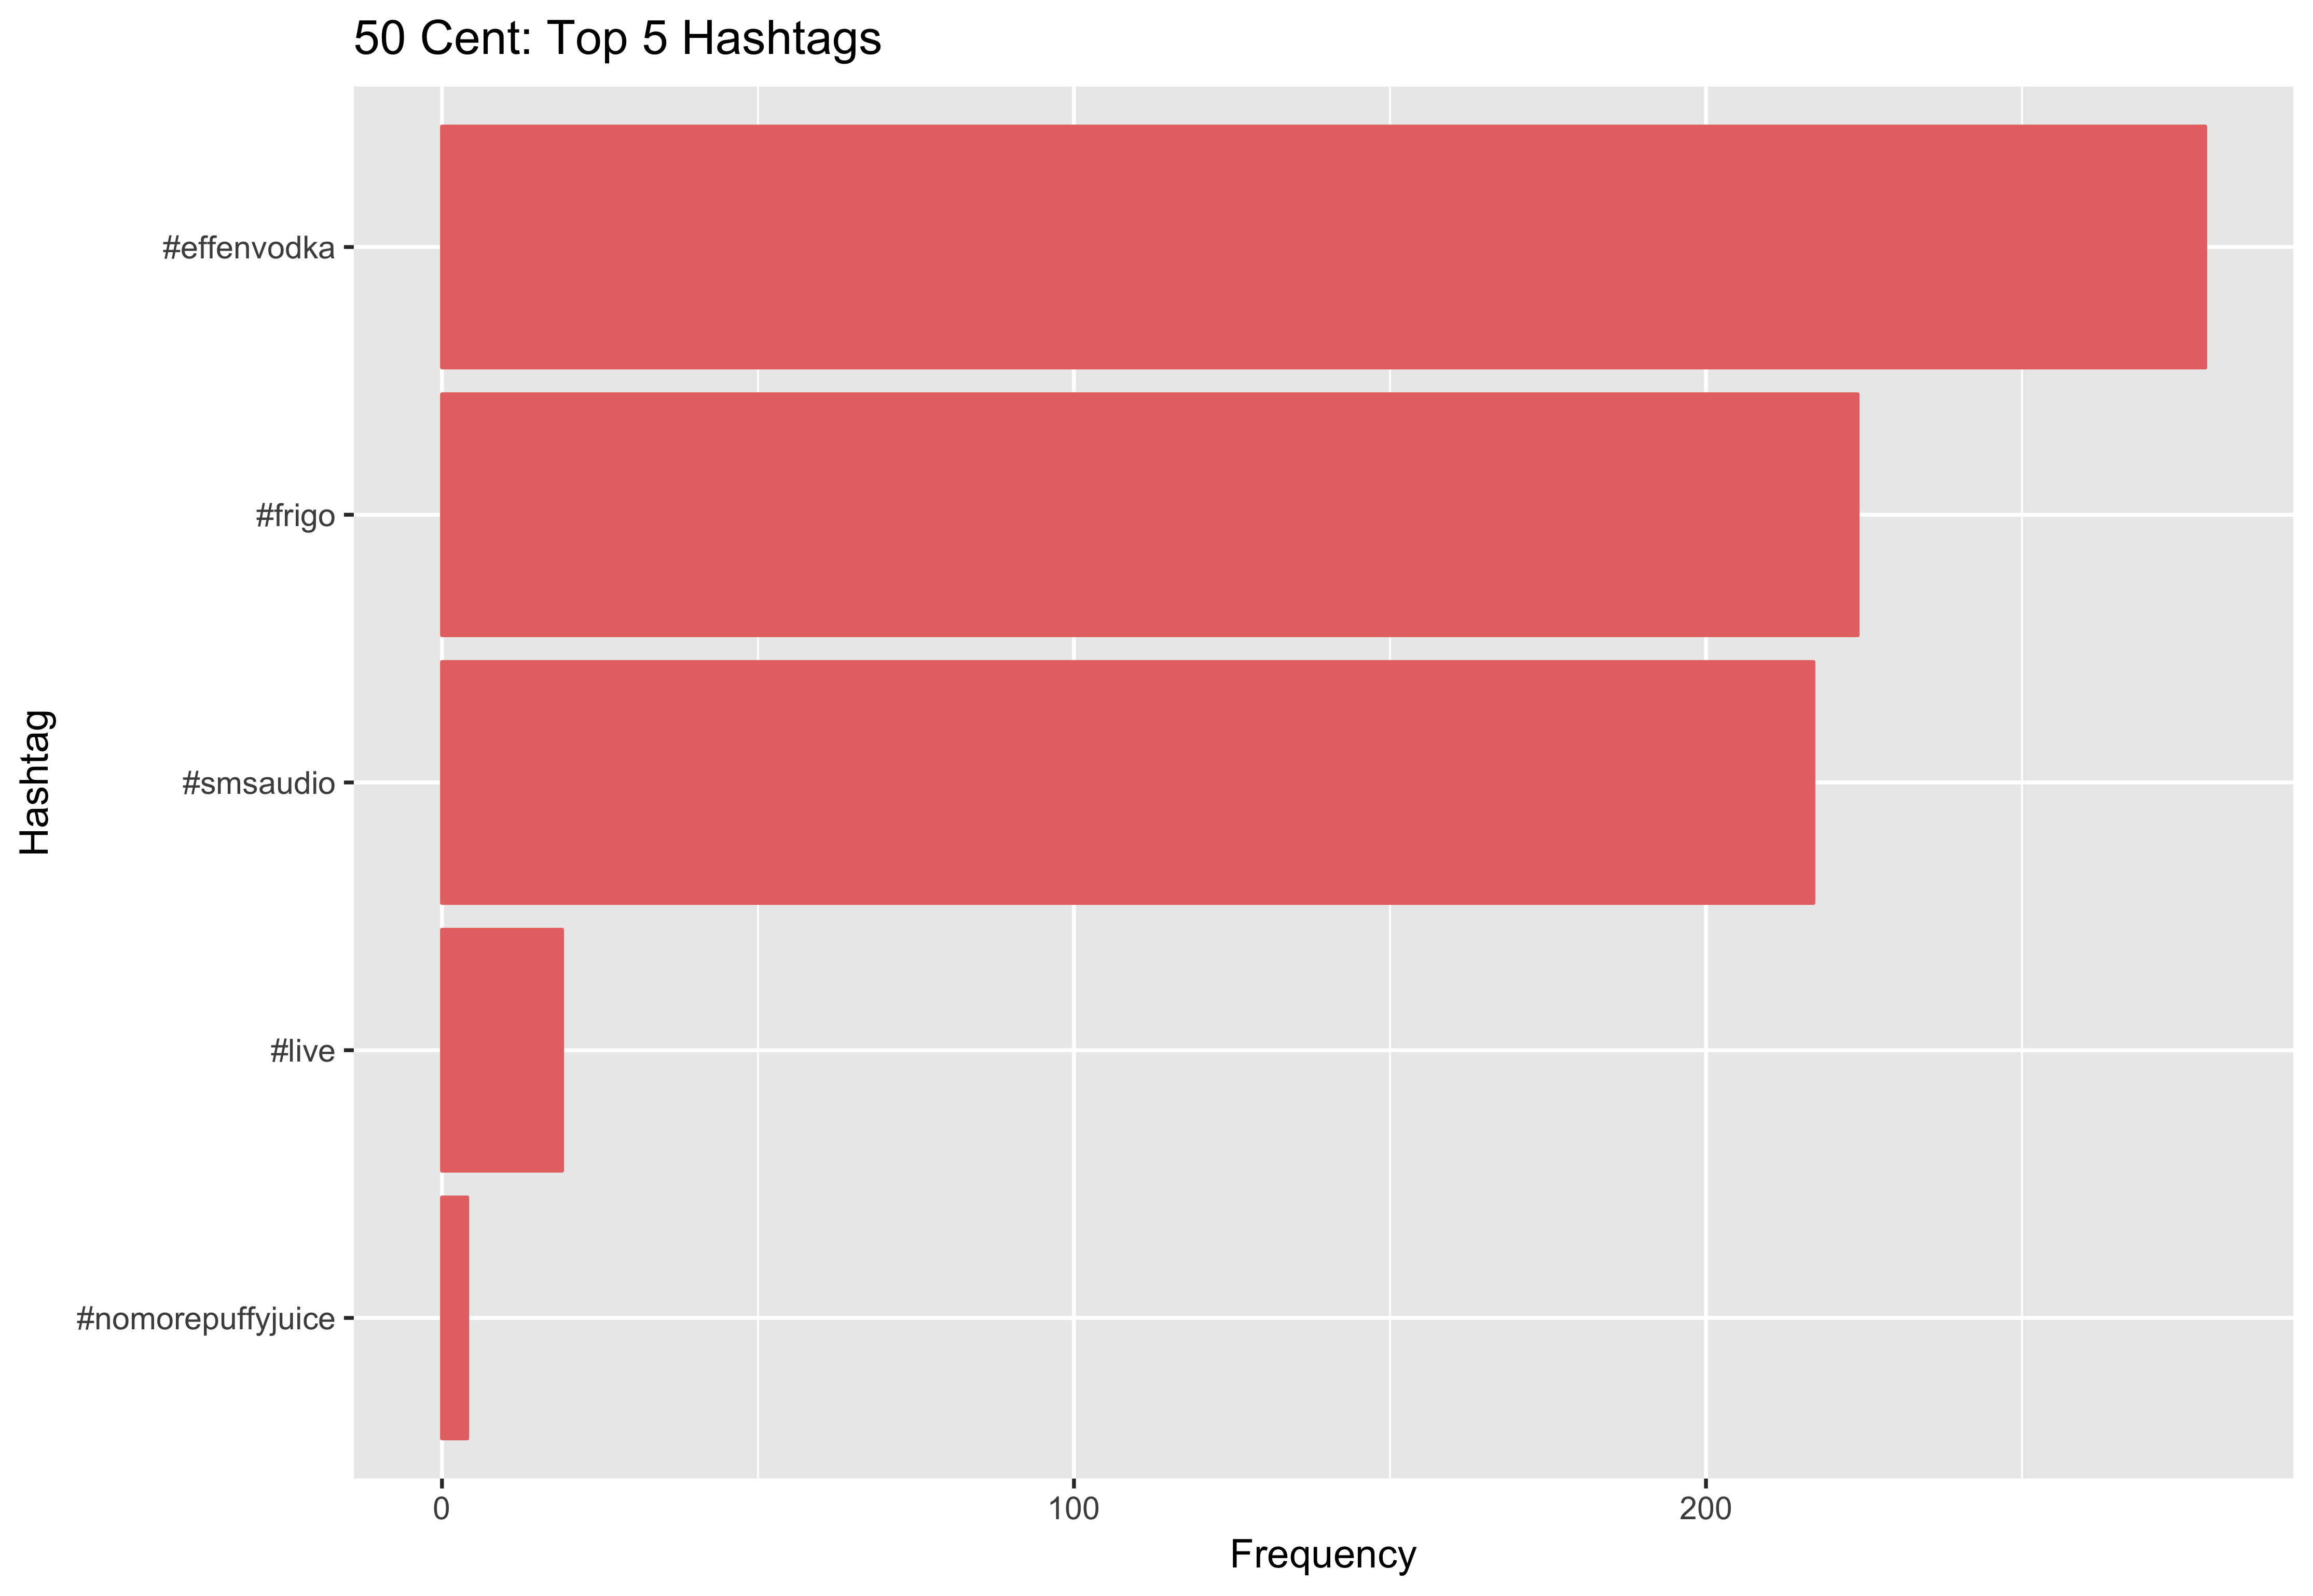 50 Cent: Top 5 Hashtags
#effenvodka
#frigo
#smsaudio
#live
#nomorepuffyjuice
Hashtag
0
100
200
Frequency